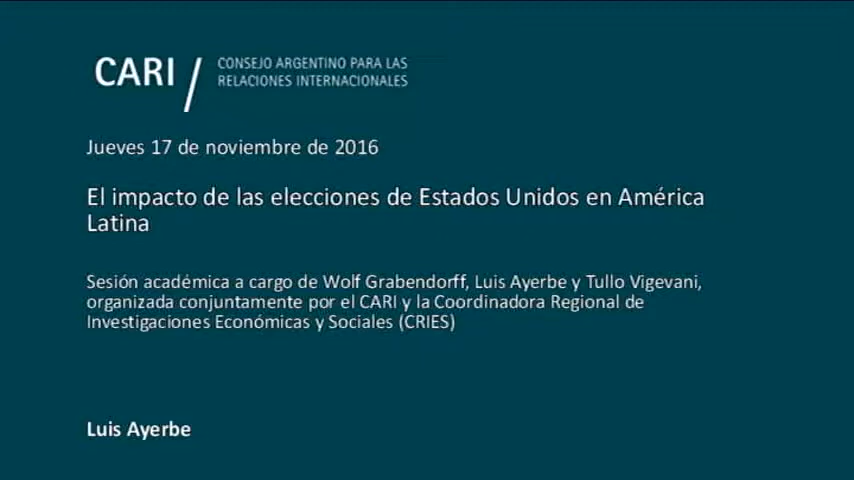 CARI / CONSEJO ARGENTINO PARA LAS
RELACIONES INTERNACIONALES
Jueves 17 de noviembre de 2016
El impacto de las elecciones de Estados Unidos en América
Latina
Sesión académica a cargo de Wolf Grabendorff, Luis Ayerbe y Tullo Vigevani,
organizada conjuntamente por el CARI y la Coordinadora Regional de
Investigaciones Económicas y Sociales (CRIES)
Luis Ayerbe